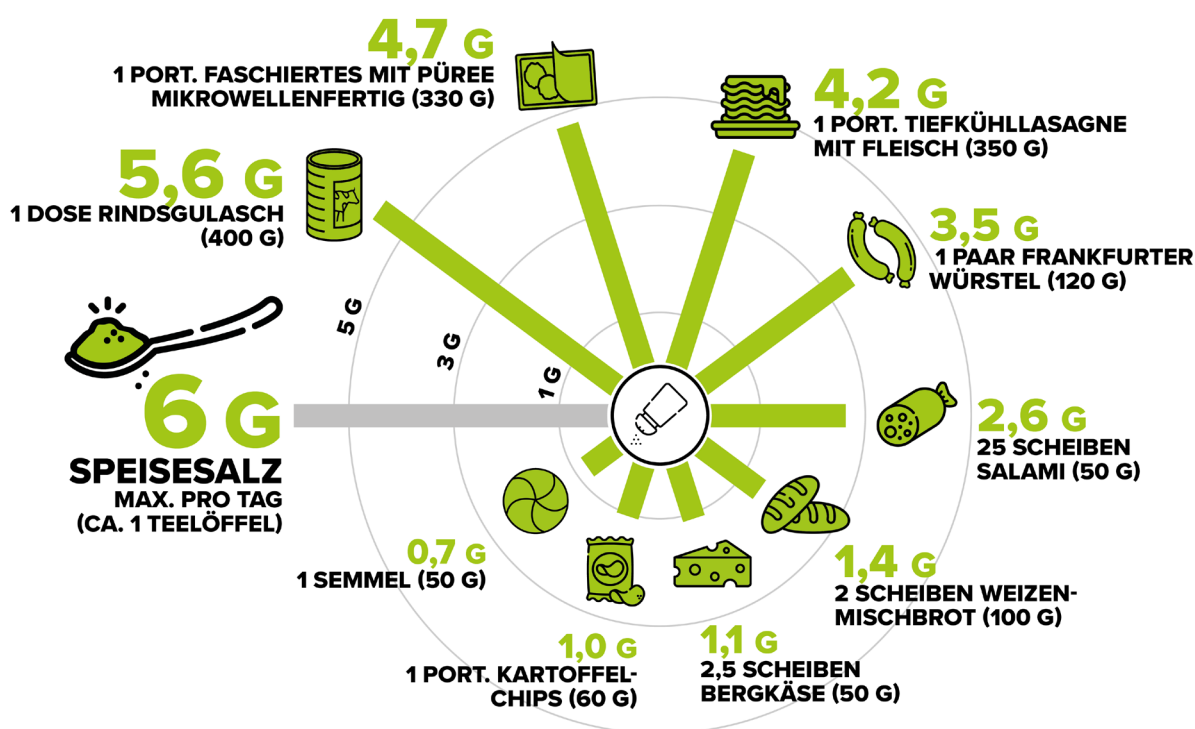 4,7 G
1 PORT. FASCHIERTES MIT PÜREE
MIKROWELLENFERTIG (330 G)
4,2 G
1 PORT. TIEFKÜHLLASAGNE
MIT FLEISCH (350 G)
5,6 G
1 DOSE RINDSGULASCH
(400 G)
3,5 G
1 PAAR FRANKFURTER
WÜRSTEL (120 G)
5 G
3 G
1 G
6 G
SPEISESALZ
MAX. PRO TAG
(CA. 1 TEELÖFFEL)
2,6 G
25 SCHEIBEN
SALAMI (50 G)
0,7 G
1 SEMMEL (50 G)
1,4 G
2 SCHEIBEN WEIZEN-
MISCHBROT (100 G)
1,0 G
1 PORT. KARTOFFEL-
CHIPS (60 G)
1,1 G
2,5 SCHEIBEN
BERGKÄSE (50 G)